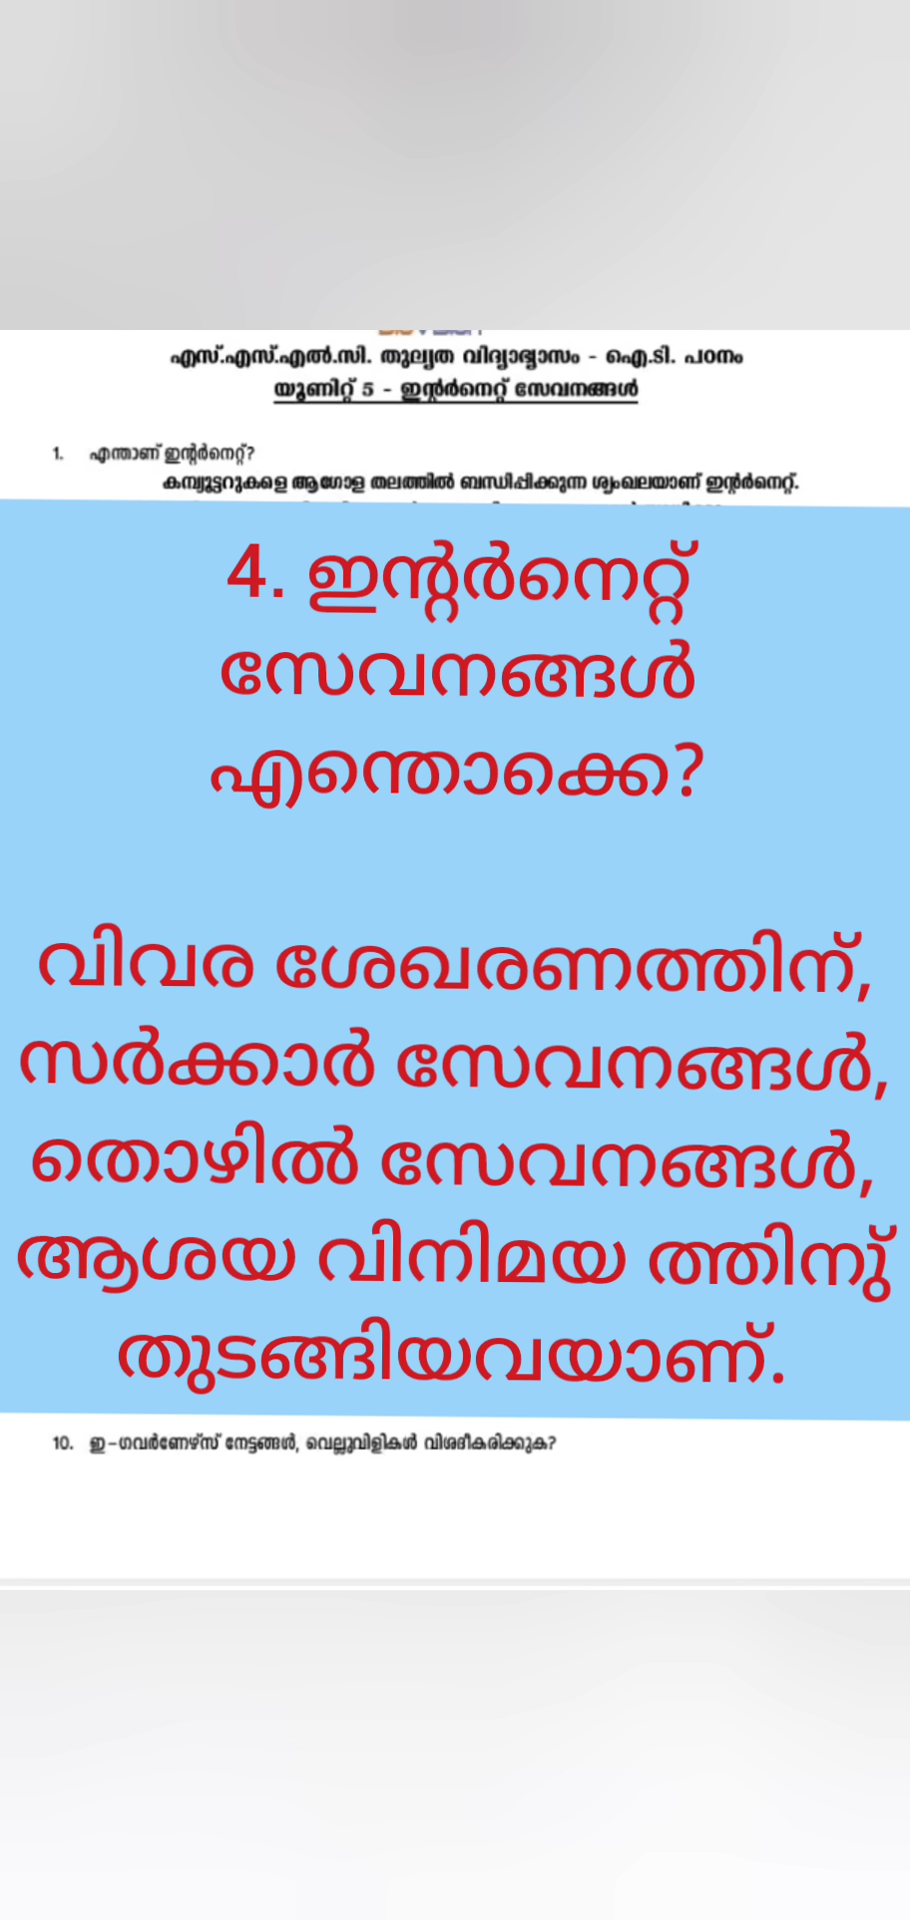 എസ്.എസ്.എൽ.സി. തുല്യത വിദ്യാഭ്യാസം - ഐ.ടി. പഠനം
യൂണിറ്റ് 5 - ഇന്റർനെറ്റ് സേവനങ്ങൾ
1. എന്താണ് ഇന്റർനെറ്റ്?
കമ്പ്യൂട്ടറുകളെ ആഗോള തലത്തിൽ ബന്ധിപ്പിക്കുന്ന ശൃംഖലയാണ് ഇന്റർനെറ്റ്.
4. ഇന്റർനെറ്റ്
സേവനങ്ങൾ
എന്തൊക്കെ?
വിവര ശേഖരണത്തിന്,
സർക്കാർ സേവനങ്ങൾ,
തൊഴിൽ സേവനങ്ങൾ,
ആശയ വിനിമയ ത്തിനു്
തുടങ്ങിയവയാണ്.
10. ഇ-ഗവർണേഴ്സ് നേട്ടങ്ങൾ, വെല്ലുവിളികൾ വിശദീകരിക്കുക?